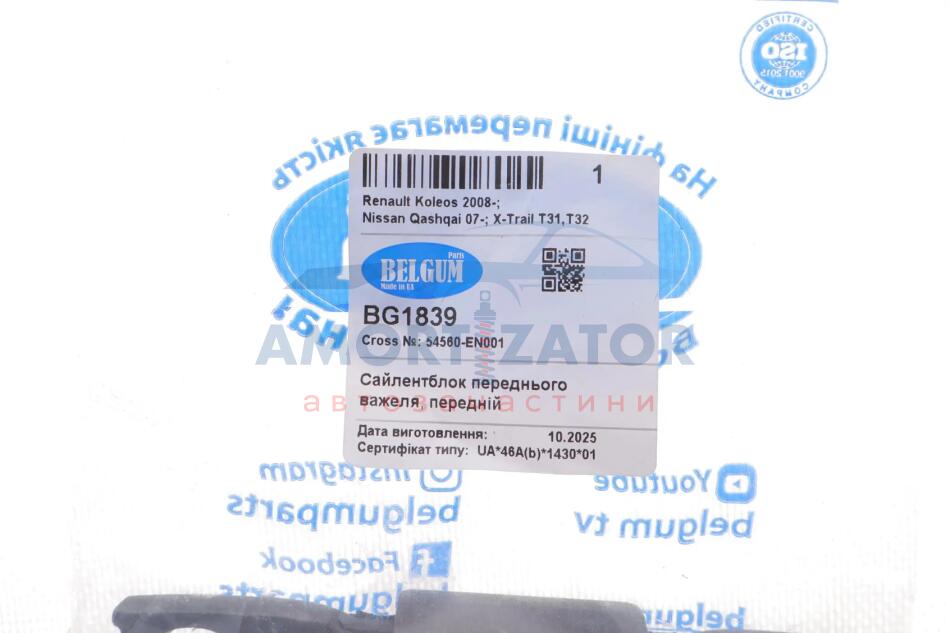 CERTIFIED
ISO
9001:2015
COMPANY
На фініші перемагає якість
1
Renault Koleos 2008-;
Nissan Qashqai 07-; X-Trail T31,T32
Parts
BELGUM
Made in UA
BG1839
Cross №: 54560-EN001
AMORTIZATOR
Сайлентблок переднього
важеля, передній
автозапчастини
Дата виготовлення: 10.2025
Сертифікат типу: UA*46A(b)*1430*01
Instagram
belgumparts
Youtube
belgum tv
Facebook